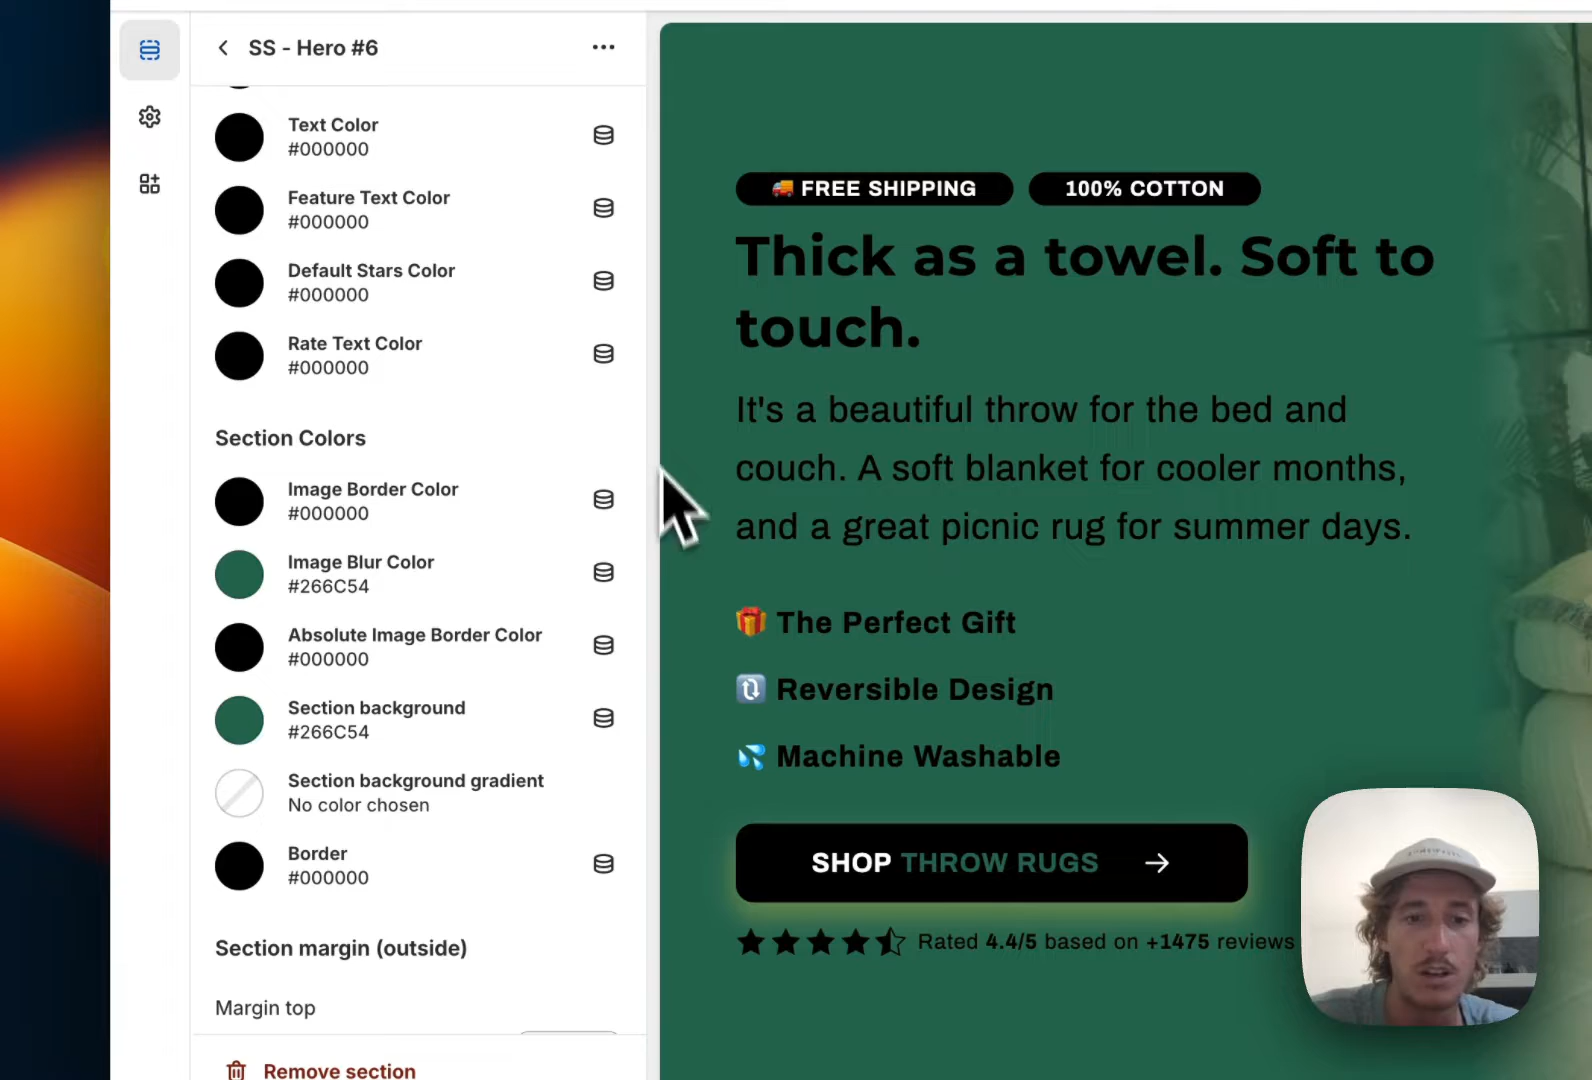 SS - Hero #6
Text Color
#000000
Feature Text Color
#000000
Default Stars Color
#000000
Rate Text Color
#000000
Section Colors
Image Border Color
#000000
Image Blur Color
#266C54
Absolute Image Border Color
#000000
Section background
#266C54
Section background gradient
No color chosen
Border
#000000
Section margin (outside)
Margin top
Remove section
🚚 FREE SHIPPING
100% COTTON
Thick as a towel. Soft to
touch.
It's a beautiful throw for the bed and
couch. A soft blanket for cooler months,
and a great picnic rug for summer days.
🎁 The Perfect Gift
🔃 Reversible Design
💦 Machine Washable
SHOP THROW RUGS →
Rated 4.4/5 based on +1475 reviews